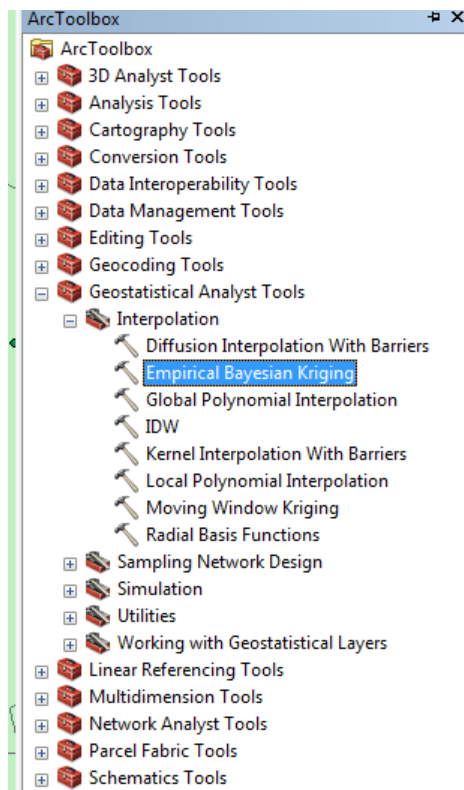 ArcToolbox
ArcToolbox
3D Analyst Tools
Analysis Tools
Cartography Tools
Conversion Tools
Data Interoperability Tools
Data Management Tools
Editing Tools
Geocoding Tools
Geostatistical Analyst Tools
Interpolation
Diffusion Interpolation With Barriers
Empirical Bayesian Kriging
Global Polynomial Interpolation
IDW
Kernel Interpolation With Barriers
Local Polynomial Interpolation
Moving Window Kriging
Radial Basis Functions
Sampling Network Design
Simulation
Utilities
Working with Geostatistical Layers
Linear Referencing Tools
Multidimension Tools
Network Analyst Tools
Parcel Fabric Tools
Schematics Tools